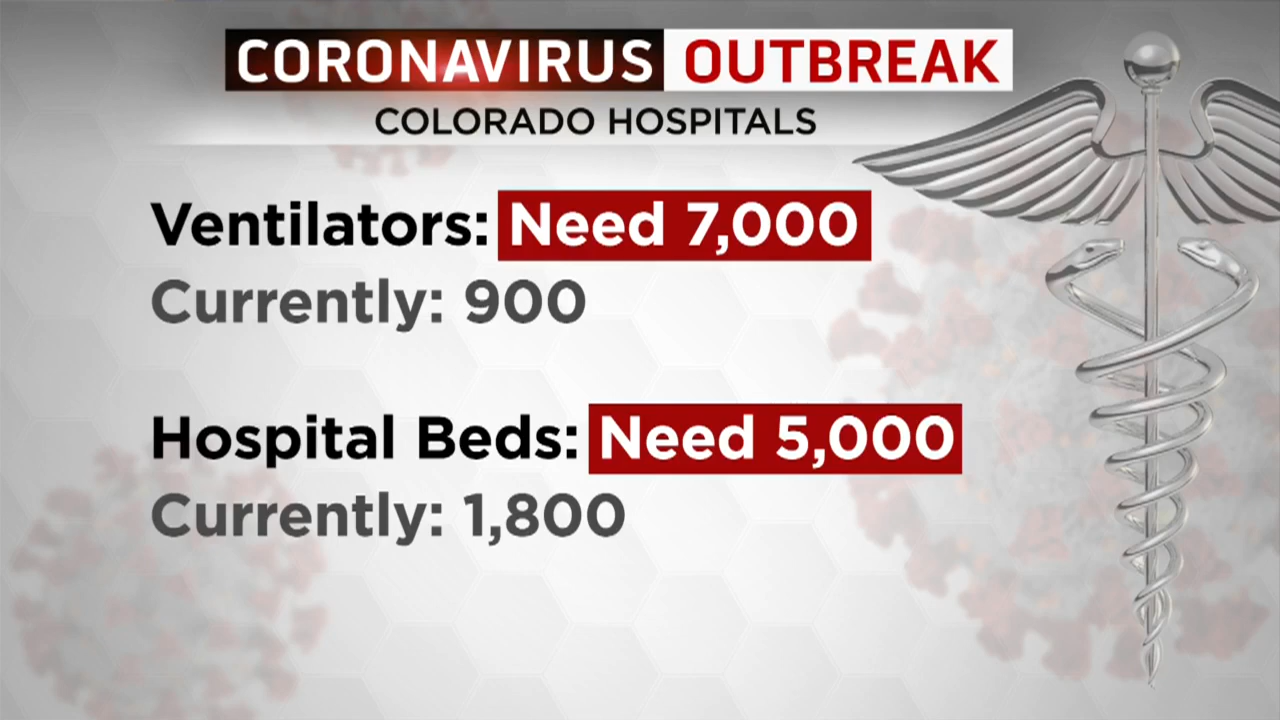 CORONAVIRUS OUTBREAK
COLORADO HOSPITALS
Ventilators: Need 7,000
Currently: 900
Hospital Beds: Need 5,000
Currently: 1,800